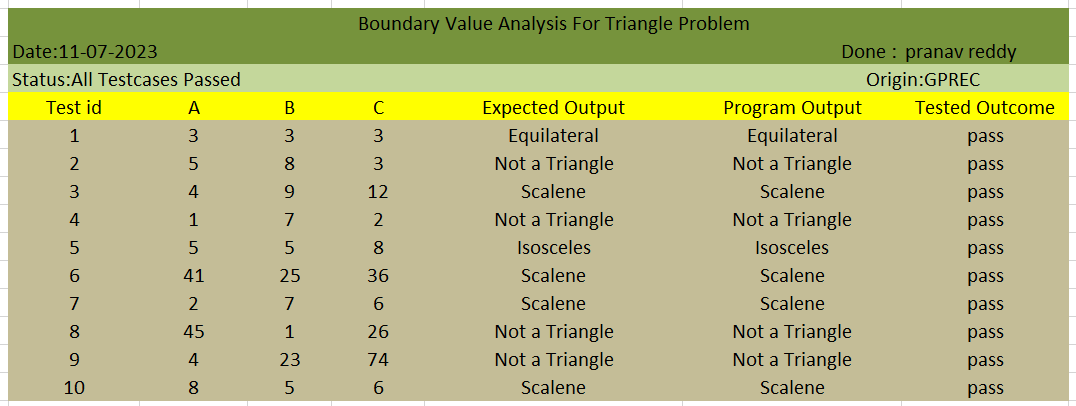 Boundary Value Analysis For Triangle Problem
Date:11-07-2023 Done : pranav reddy
Status:All Testcases Passed Origin:GPREC
Test id A B C Expected Output Program Output Tested Outcome
1 3 3 3 Equilateral Equilateral pass
2 5 8 3 Not a Triangle Not a Triangle pass
3 4 9 12 Scalene Scalene pass
4 1 7 2 Not a Triangle Not a Triangle pass
5 5 5 8 Isosceles Isosceles pass
6 41 25 36 Scalene Scalene pass
7 2 7 6 Scalene Scalene pass
8 45 1 26 Not a Triangle Not a Triangle pass
9 4 23 74 Not a Triangle Not a Triangle pass
10 8 5 6 Scalene Scalene pass